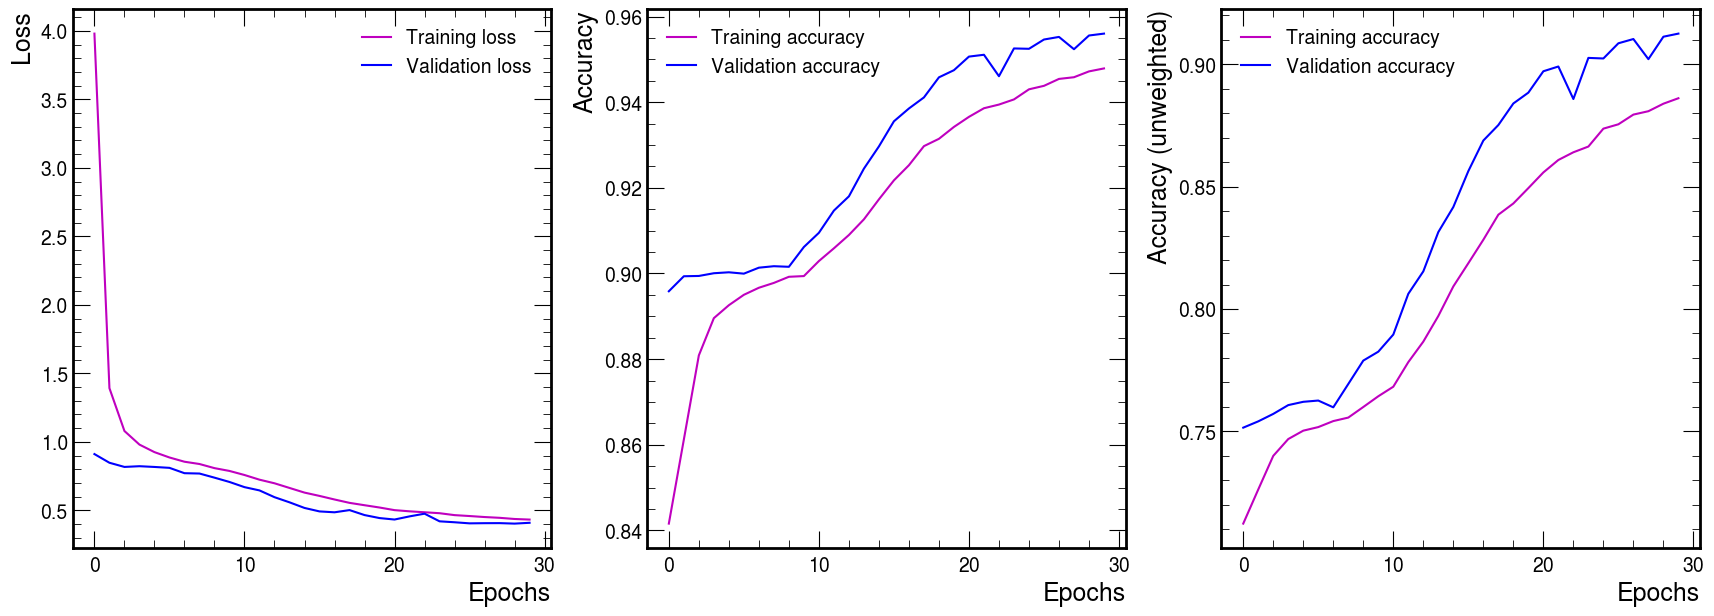 Loss
4.0
3.5
3.0
2.5
2.0
1.5
1.0
0.5
0 10 20 30
Epochs
Training loss
Validation loss
Accuracy
0.96
0.94
0.92
0.90
0.88
0.86
0.84
0 10 20 30
Epochs
Training accuracy
Validation accuracy
Accuracy (unweighted)
0.90
0.85
0.80
0.75
0 10 20 30
Epochs
Training accuracy
Validation accuracy